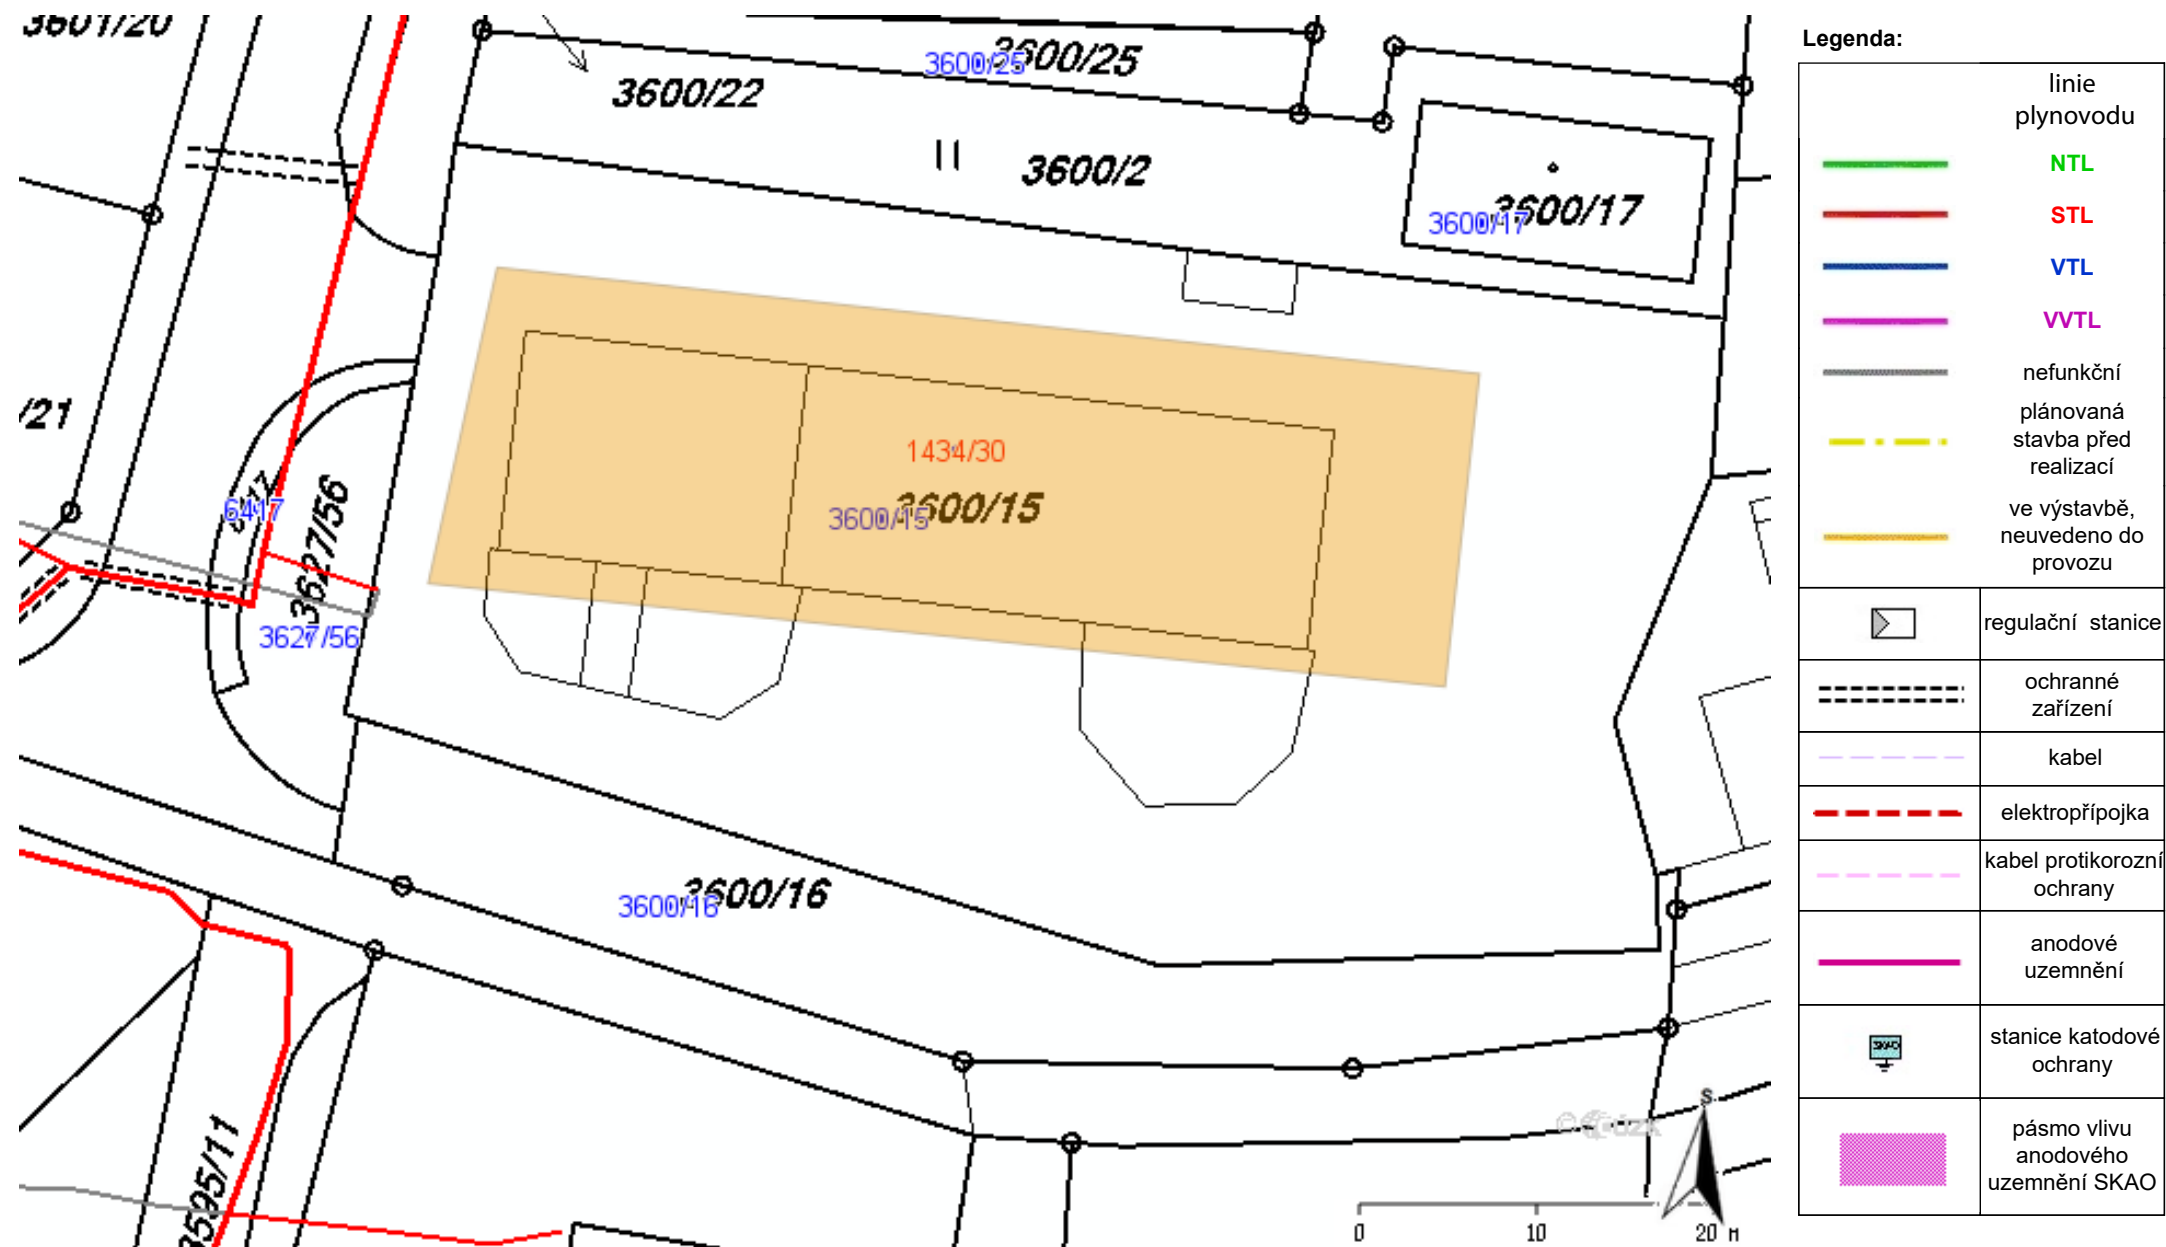 3601/20
3600/25
3600/25
3600/22
3600/2
3600/17
3600/17
/21
1434/30
3600/15
3600/15
6417
6417
3627/56
3627/56
3600/16
3600/16
3595/11
S
0 10 20 M
Legenda:
linie
plynovodu
NTL
STL
VTL
VVTL
nefunkční
plánovaná
stavba před
realizací
ve výstavbě,
neuvedeno do
provozu
regulační stanice
ochranné
zařízení
kabel
elektropřípojka
kabel protikorozní
ochrany
anodové
uzemnění
SKAO
stanice katodové
ochrany
pásmo vlivu
anodového
uzemnění SKAO